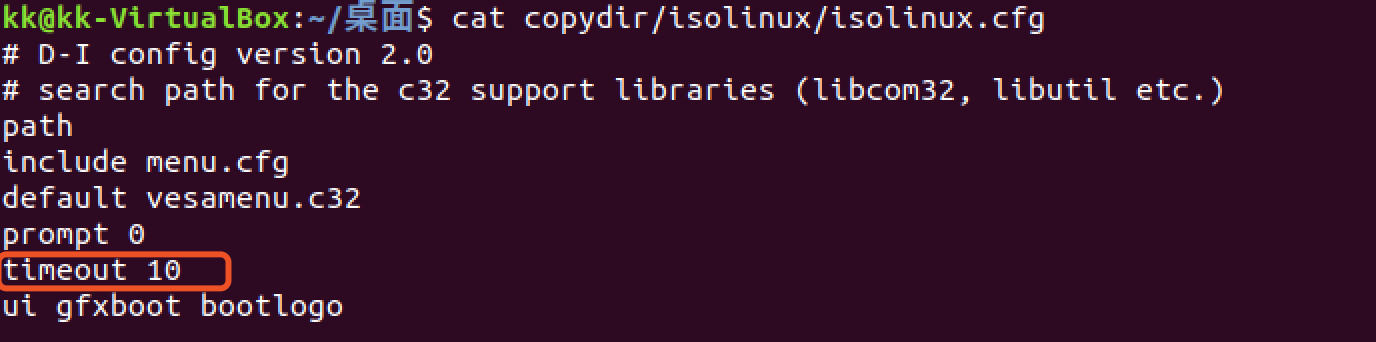 kk@kk-VirtualBox:~/桌面$ cat copydir/isolinux/isolinux.cfg
# D-I config version 2.0
# search path for the c32 support libraries (libcom32, libutil etc.)
path
include menu.cfg
default vesamenu.c32
prompt 0
timeout 10
ui gfxboot bootlogo